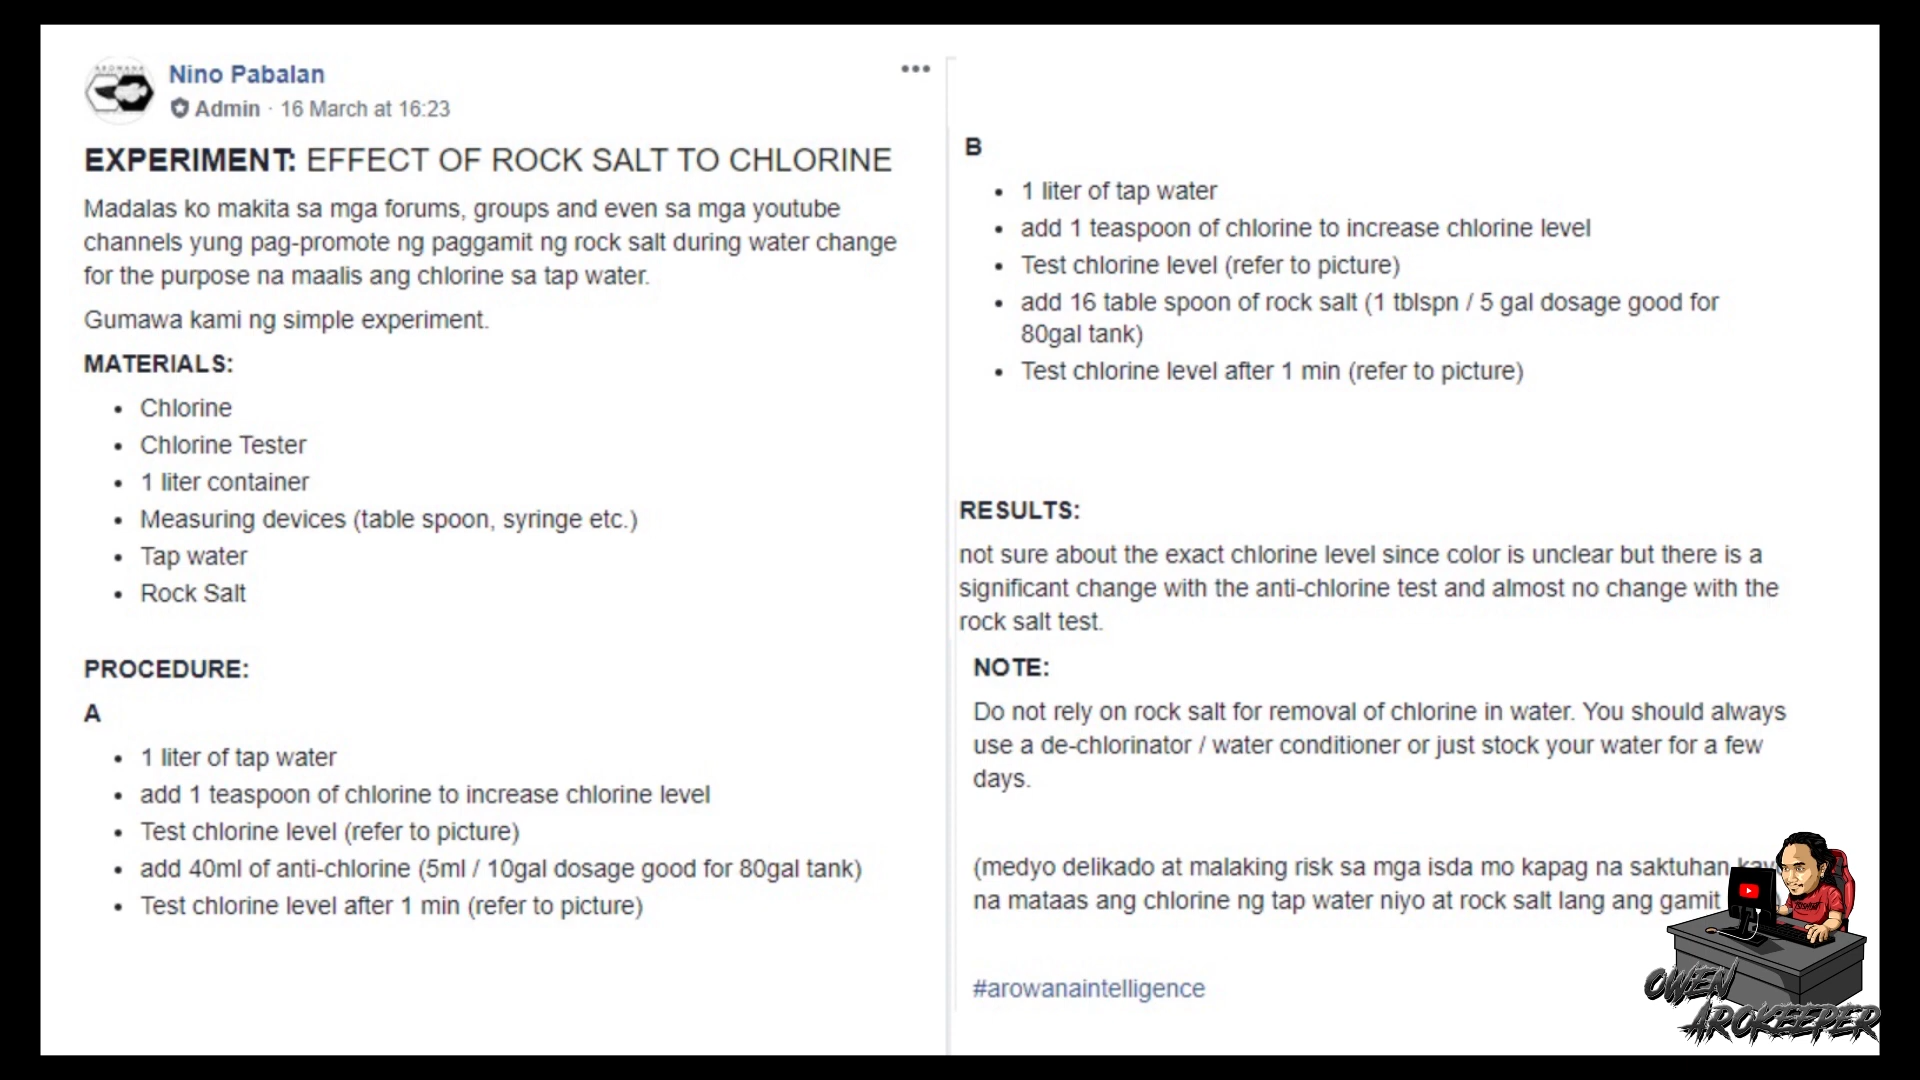 Nino Pabalan
Admin · 16 March at 16:23
EXPERIMENT: EFFECT OF ROCK SALT TO CHLORINE
Madalas ko makita sa mga forums, groups and even sa mga youtube
channels yung pag-promote ng paggamit ng rock salt during water change
for the purpose na maalis ang chlorine sa tap water.
Gumawa kami ng simple experiment.
MATERIALS:
• Chlorine
• Chlorine Tester
• 1 liter container
• Measuring devices (table spoon, syringe etc.)
• Tap water
• Rock Salt
PROCEDURE:
A
• 1 liter of tap water
• add 1 teaspoon of chlorine to increase chlorine level
• Test chlorine level (refer to picture)
• add 40ml of anti-chlorine (5ml / 10gal dosage good for 80gal tank)
• Test chlorine level after 1 min (refer to picture)
B
• 1 liter of tap water
• add 1 teaspoon of chlorine to increase chlorine level
• Test chlorine level (refer to picture)
• add 16 table spoon of rock salt (1 tblspn / 5 gal dosage good for
80gal tank)
• Test chlorine level after 1 min (refer to picture)
RESULTS:
not sure about the exact chlorine level since color is unclear but there is a
significant change with the anti-chlorine test and almost no change with the
rock salt test.
NOTE:
Do not rely on rock salt for removal of chlorine in water. You should always
use a de-chlorinator / water conditioner or just stock your water for a few
days.
(medyo delikado at malaking risk sa mga isda mo kapag na saktuhan
na mataas ang chlorine ng tap water niyo at rock salt lang ang gamit
#arowanaintelligence
OWEN
AROKEEPER